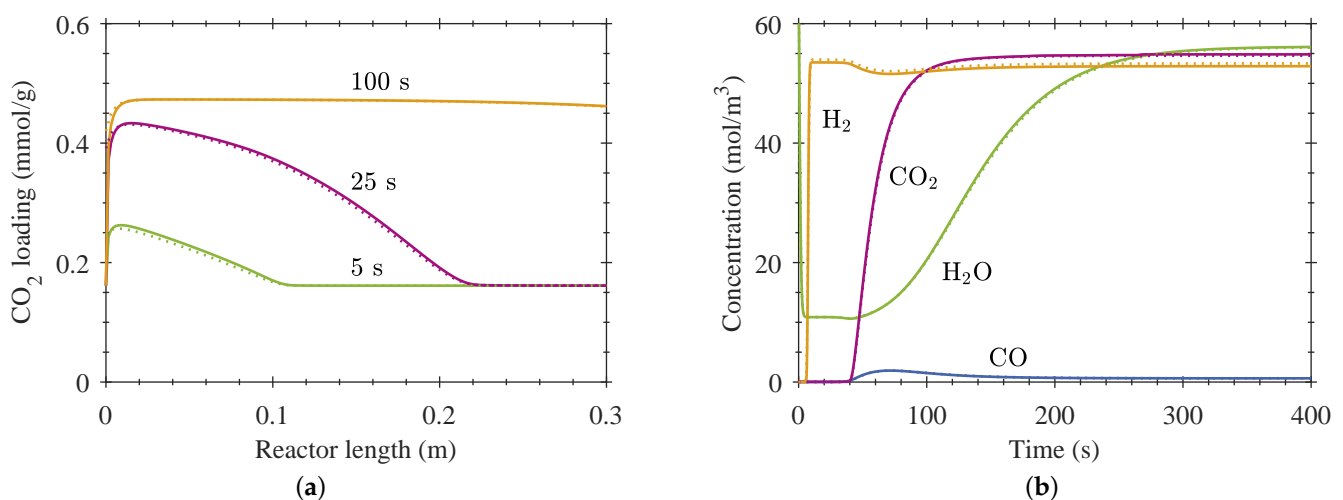 0.6
0.4
0.2
0
CO₂ loading (mmol/g)
100 s
25 s
5 s
0
0.1
0.2
0.3
Reactor length (m)
(a)
60
40
20
0
Concentration (mol/m³)
H₂
CO₂
H₂O
CO
0
100
200
300
400
Time (s)
(b)